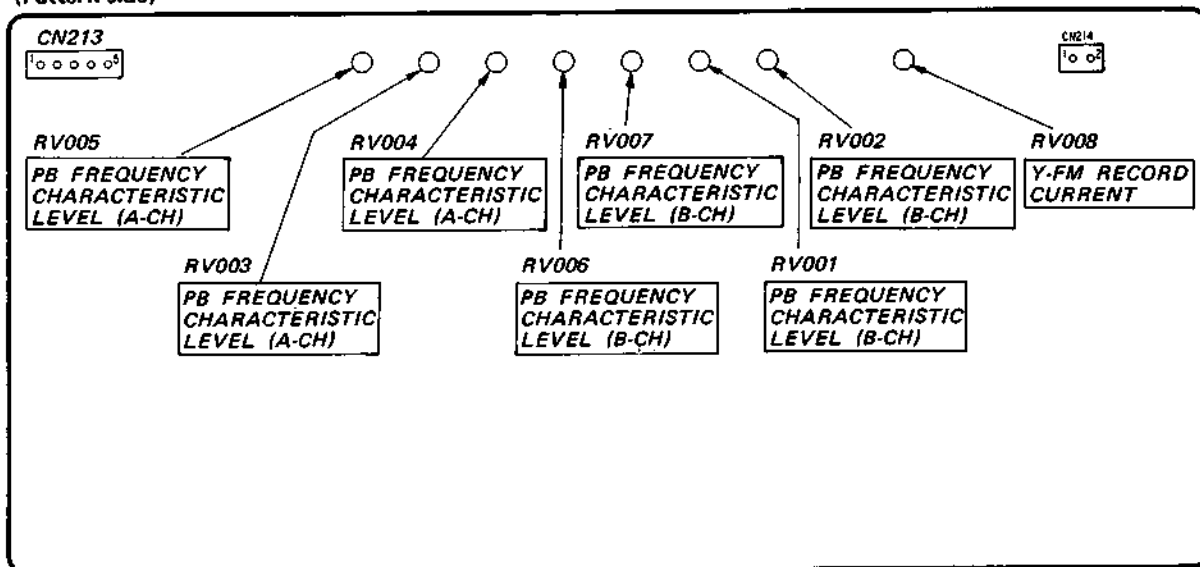 (Pattern side)
CN213
1 5
CN214
1 2
RV005
PB FREQUENCY
CHARACTERISTIC
LEVEL (A-CH)
RV004
PB FREQUENCY
CHARACTERISTIC
LEVEL (A-CH)
RV007
PB FREQUENCY
CHARACTERISTIC
LEVEL (B-CH)
RV002
PB FREQUENCY
CHARACTERISTIC
LEVEL (B-CH)
RV008
Y-FM RECORD
CURRENT
RV003
PB FREQUENCY
CHARACTERISTIC
LEVEL (A-CH)
RV006
PB FREQUENCY
CHARACTERISTIC
LEVEL (B-CH)
RV001
PB FREQUENCY
CHARACTERISTIC
LEVEL (B-CH)